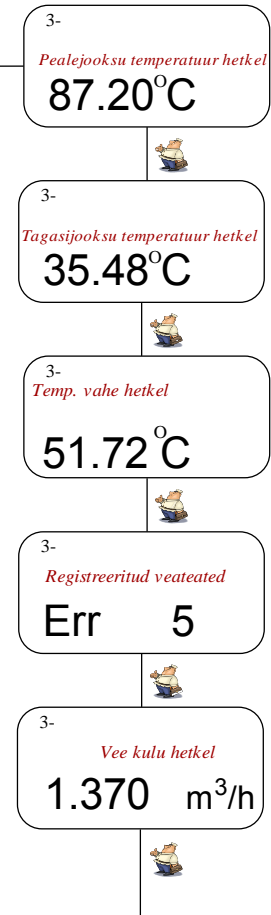 3-
Pealejooksu temperatuur hetkel
87.20°C
3-
Tagasijooksu temperatuur hetkel
35.48°C
3-
Temp. vahe hetkel
51.72°C
3-
Registreeritud veateated
Err 5
3-
Vee kulu hetkel
1.370 m³/h